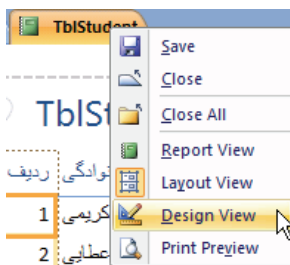 TblStudent
Save
Close
Close All
Report View
Layout View
Design View
Print Preview
TblSt
ردیف
کریمی 1
عطایی 2